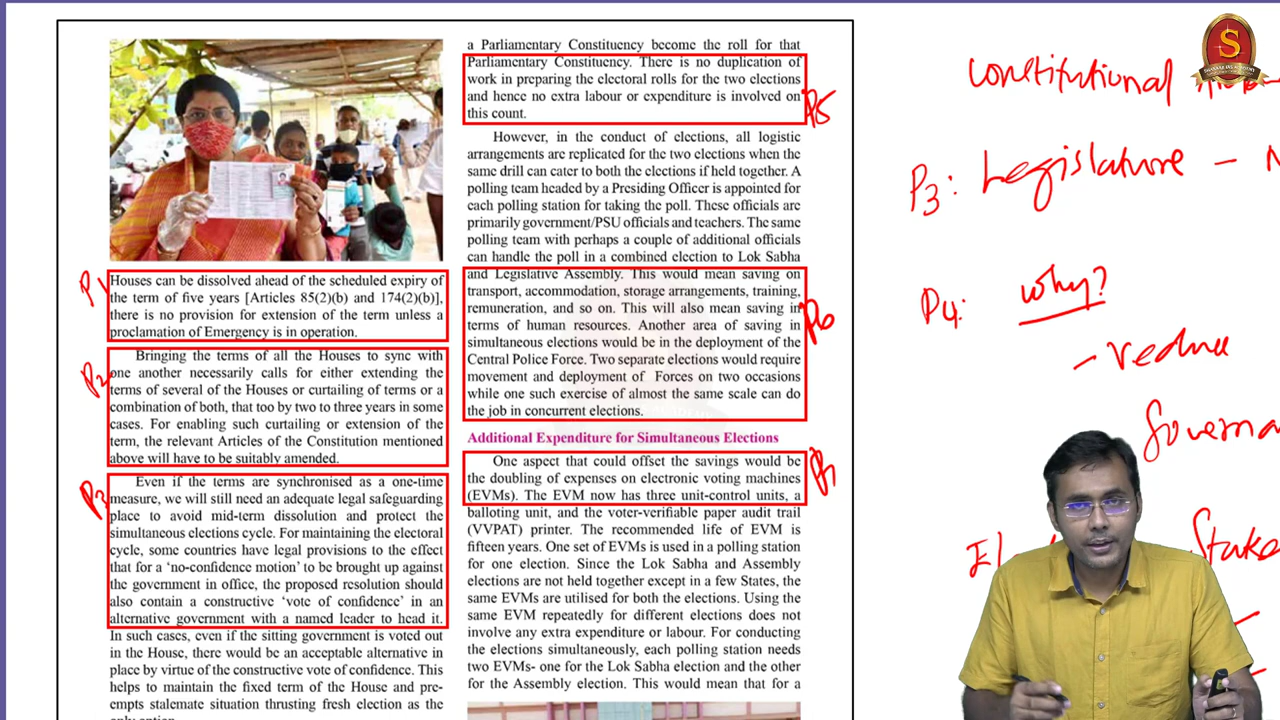 Houses can be dissolved ahead of the scheduled expiry of
the term of five years [Articles 85(2)(b) and 174(2)(b)],
there is no provision for extension of the term unless a
proclamation of Emergency is in operation.
Bringing the terms of all the Houses to sync with
one another necessarily calls for either extending the
terms of several of the Houses or curtailing of terms or a
combination of both, that too by two to three years in some
cases. For enabling such curtailing or extension of the
term, the relevant Articles of the Constitution mentioned
above will have to be suitably amended.
Even if the terms are synchronised as a one-time
measure, we will still need an adequate legal safeguarding
place to avoid mid-term dissolution and protect the
simultaneous elections cycle. For maintaining the electoral
cycle, some countries have legal provisions to the effect
that for a ‘no-confidence motion’ to be brought up against
the government in office, the proposed resolution should
also contain a constructive ‘vote of confidence’ in an
alternative government with a named leader to head it.
In such cases, even if the sitting government is voted out
in the House, there would be an acceptable alternative in
place by virtue of the constructive vote of confidence. This
helps to maintain the fixed term of the House and pre-
empts stalemate situation thrusting fresh election as the
only option.
P1
P2
P3
a Parliamentary Constituency become the roll for that
Parliamentary Constituency. There is no duplication of
work in preparing the electoral rolls for the two elections
and hence no extra labour or expenditure is involved on
this count.
However, in the conduct of elections, all logistic
arrangements are replicated for the two elections when the
same drill can cater to both the elections if held together. A
polling team headed by a Presiding Officer is appointed for
each polling station for taking the poll. These officials are
primarily government/PSU officials and teachers. The same
polling team with perhaps a couple of additional officials
can handle the poll in a combined election to Lok Sabha
and Legislative Assembly. This would mean saving on
transport, accommodation, storage arrangements, training,
remuneration, and so on. This will also mean saving in
terms of human resources. Another area of saving in
simultaneous elections would be in the deployment of the
Central Police Force. Two separate elections would require
movement and deployment of Forces on two occasions
while one such exercise of almost the same scale can do
the job in concurrent elections.
Additional Expenditure for Simultaneous Elections
One aspect that could offset the savings would be
the doubling of expenses on electronic voting machines
(EVMs). The EVM now has three unit-control units, a
balloting unit, and the voter-verifiable paper audit trail
(VVPAT) printer. The recommended life of EVM is
fifteen years. One set of EVMs is used in a polling station
for one election. Since the Lok Sabha and Assembly
elections are not held together except in a few States, the
same EVMs are utilised for both the elections. Using the
same EVM repeatedly for different elections does not
involve any extra expenditure or labour. For conducting
the elections simultaneously, each polling station needs
two EVMs- one for the Lok Sabha election and the other
for the Assembly election. This would mean that for a
P5
P6
P7
Constitutional
P3: Legislature -
P4: Why?
- reduce
Governa
Stake
S